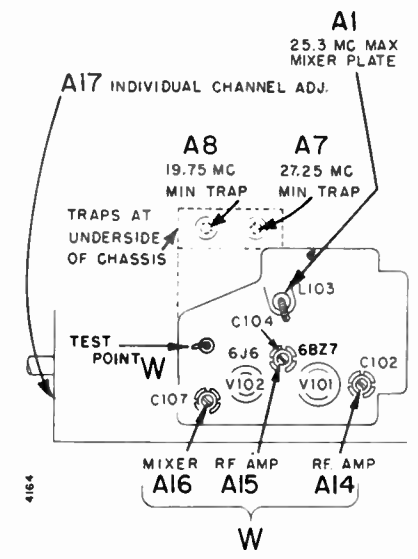 A1
25.3 MC MAX
MIXER PLATE
A17 INDIVIDUAL CHANNEL ADJ.
A8
19.75 MC
MIN TRAP
A7
27.25 MC
MIN TRAP
TRAPS AT
UNDERSIDE
OF CHASSIS
L103
C104
TEST
POINT W
6J6
6BZ7
C102
V102
V101
C107
MIXER
A16
RF AMP
A15
RF AMP
A14
W
4164